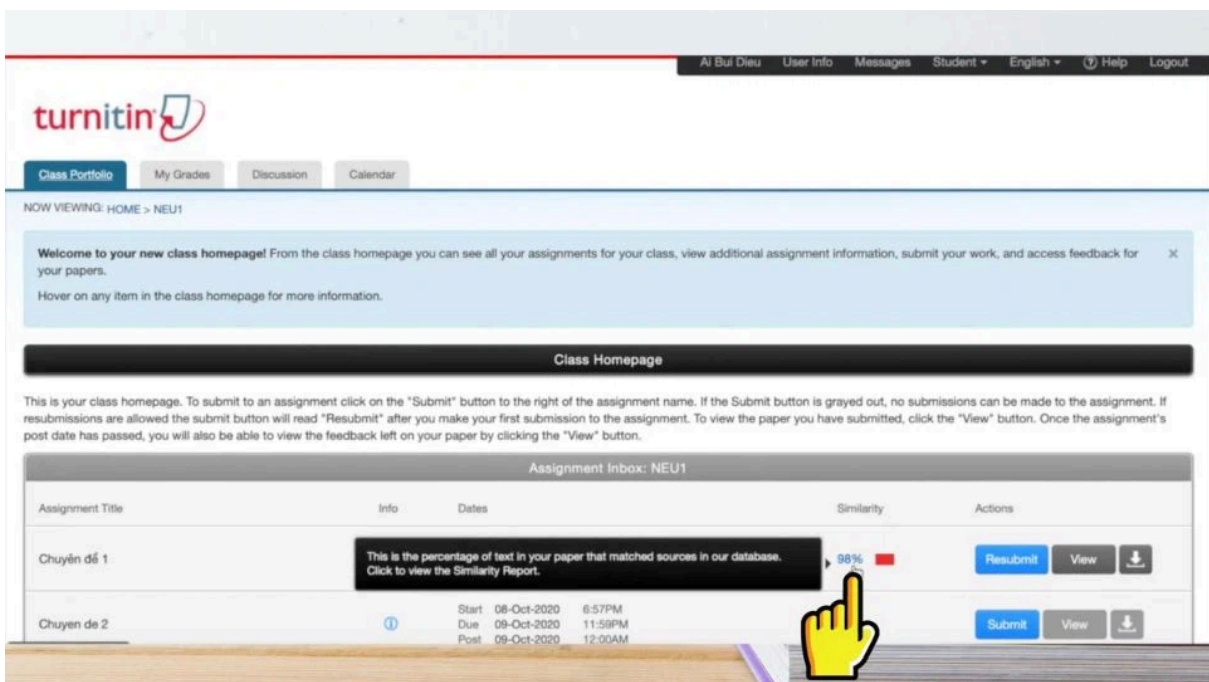 Ai Bui Dieu User Info Messages Student English Help Logout
turnitin
Class Portfolio My Grades Discussion Calendar
NOW VIEWING: HOME > NEU1
Welcome to your new class homepage! From the class homepage you can see all your assignments for your class, view additional assignment information, submit your work, and access feedback for
your papers.
Hover on any item in the class homepage for more information.
Class Homepage
This is your class homepage. To submit to an assignment click on the "Submit" button to the right of the assignment name. If the Submit button is grayed out, no submissions can be made to the assignment. If
resubmissions are allowed the submit button will read "Resubmit" after you make your first submission to the assignment. To view the paper you have submitted, click the "View" button. Once the assignment's
post date has passed, you will also be able to view the feedback left on your paper by clicking the "View" button.
Assignment Inbox: NEU1
Assignment Title Info Dates Similarity Actions
Chuyên đề 1
This is the percentage of text in your paper that matched sources in our database.
Click to view the Similarity Report.
98% Resubmit View
Start 08-Oct-2020 6:57PM
Chuyen de 2 Due 09-Oct-2020 11:59PM Submit View
Post 09-Oct-2020 12:00AM